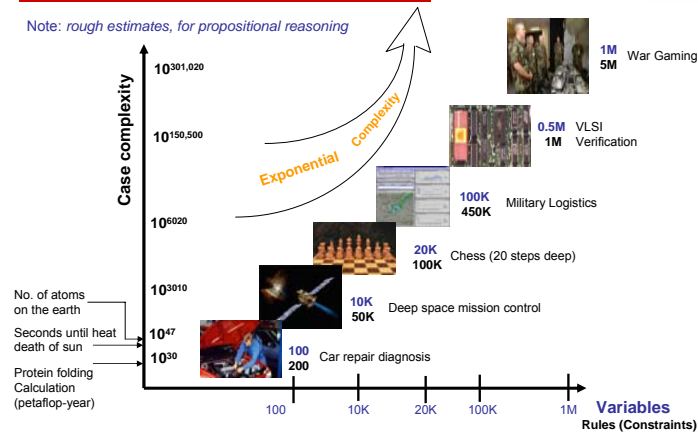 Note: rough estimates, for propositional reasoning
Case complexity
10^301,020
10^150,500
10^6020
10^3010
10^47
10^30
No. of atoms
on the earth
Seconds until heat
death of sun
Protein folding
Calculation
(petaflop-year)
Exponential Complexity
1M
5M
War Gaming
0.5M
1M
VLSI
Verification
100K
450K
Military Logistics
20K
100K
Chess (20 steps deep)
10K
50K
Deep space mission control
100
200
Car repair diagnosis
100
10K
20K
100K
1M
Variables
Rules (Constraints)